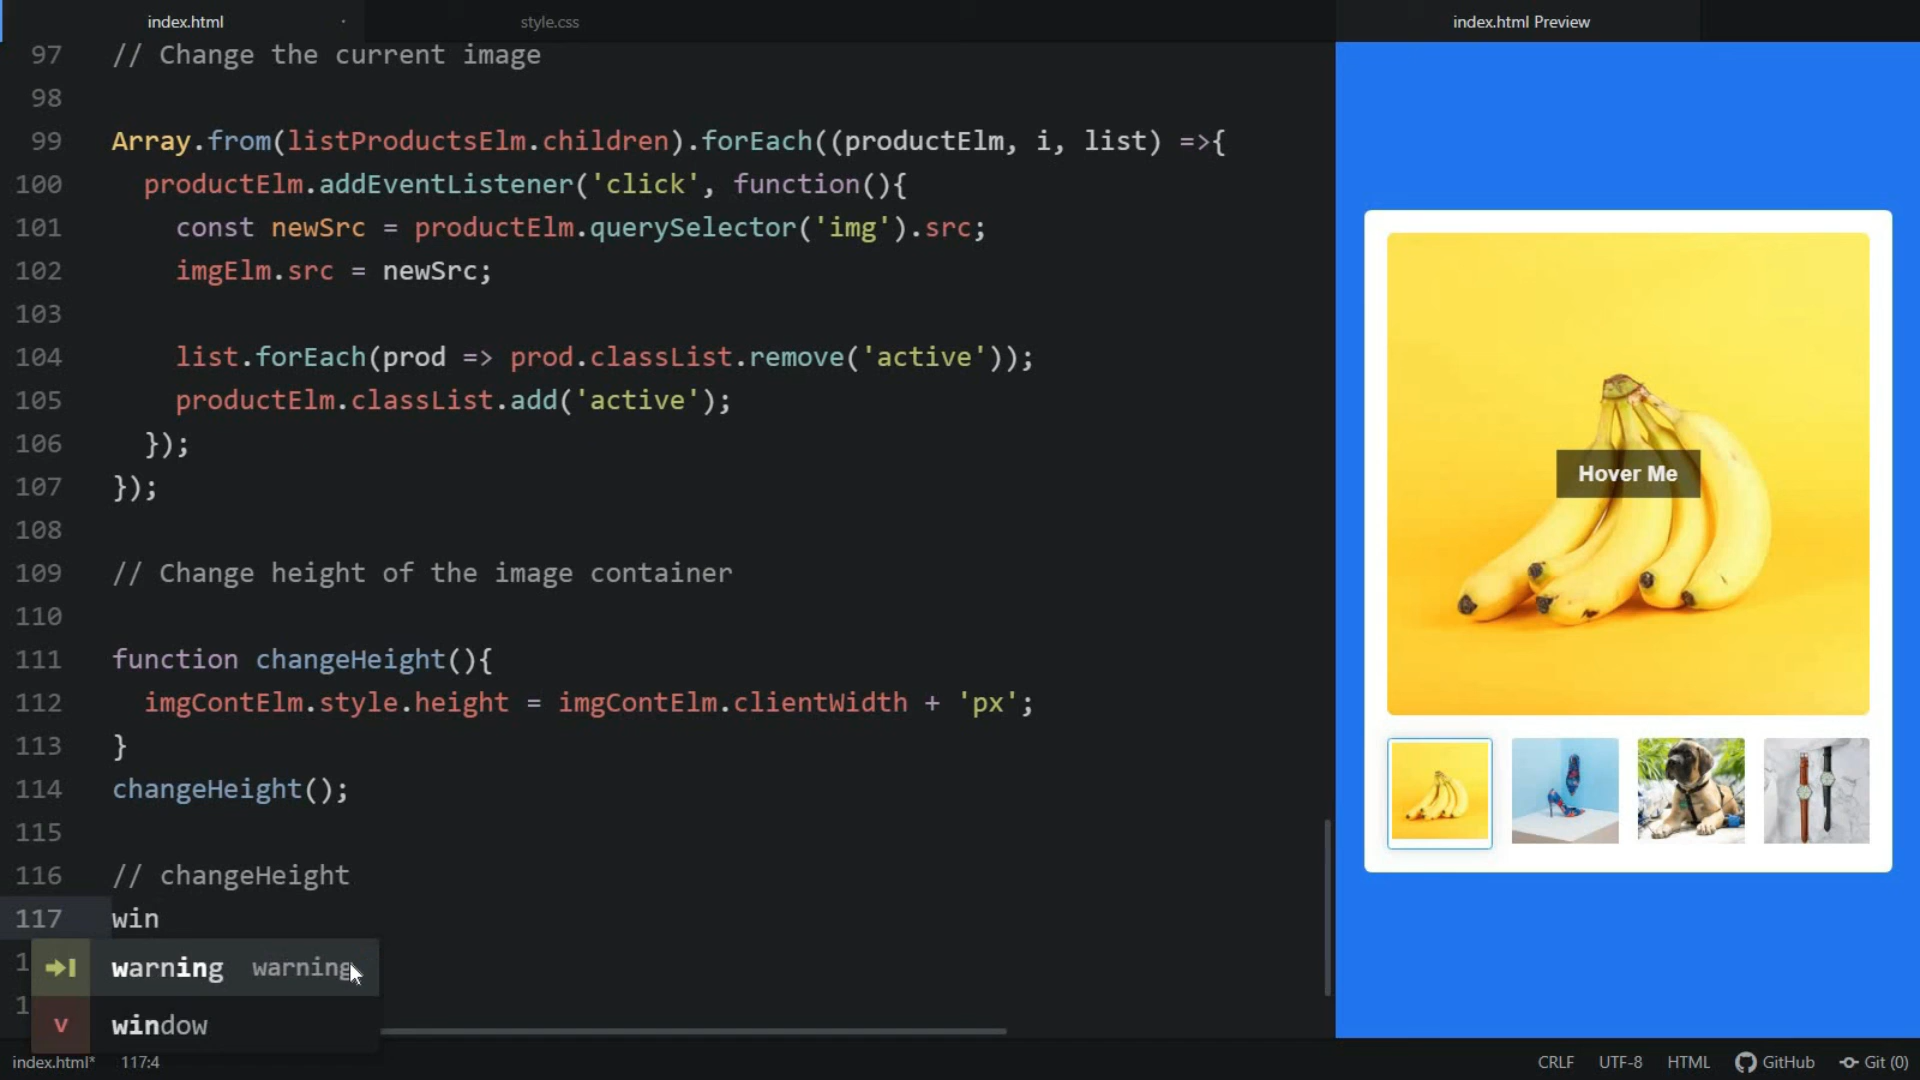 index.html
style.css
index.html Preview
97 // Change the current image
98
99 Array.from(listProductsElm.children).forEach((productElm, i, list) =>{
100 productElm.addEventListener('click', function(){
101 const newSrc = productElm.querySelector('img').src;
102 imgElm.src = newSrc;
103
104 list.forEach(prod => prod.classList.remove('active'));
105 productElm.classList.add('active');
106 });
107 });
108
109 // Change height of the image container
110
111 function changeHeight(){
112 imgContElm.style.height = imgContElm.clientWidth + 'px';
113 }
114 changeHeight();
115
116 // changeHeight
117 win
1 warning warning
1 v window
Hover Me
index.html* 117:4 CRLF UTF-8 HTML GitHub Git (0)